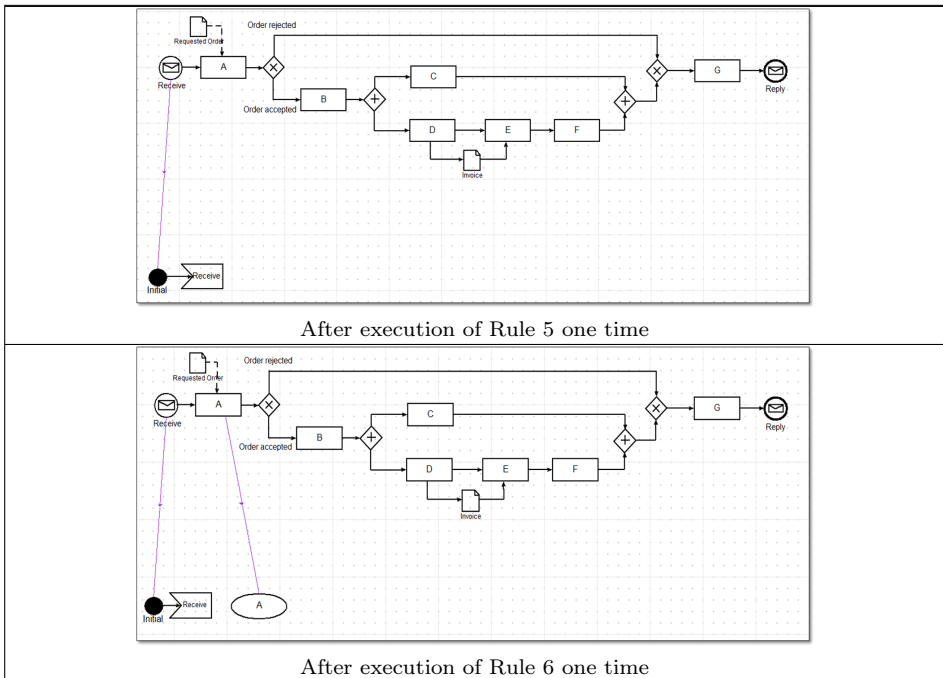 Order rejected
Requested Order
A
C
G
Receive
Reply
B
Order accepted
D
E
F
Invoice
Receive
Initial
After execution of Rule 5 one time
Order rejected
Requested Order
A
C
G
Receive
Reply
B
Order accepted
D
E
F
Invoice
Receive
A
Initial
After execution of Rule 6 one time